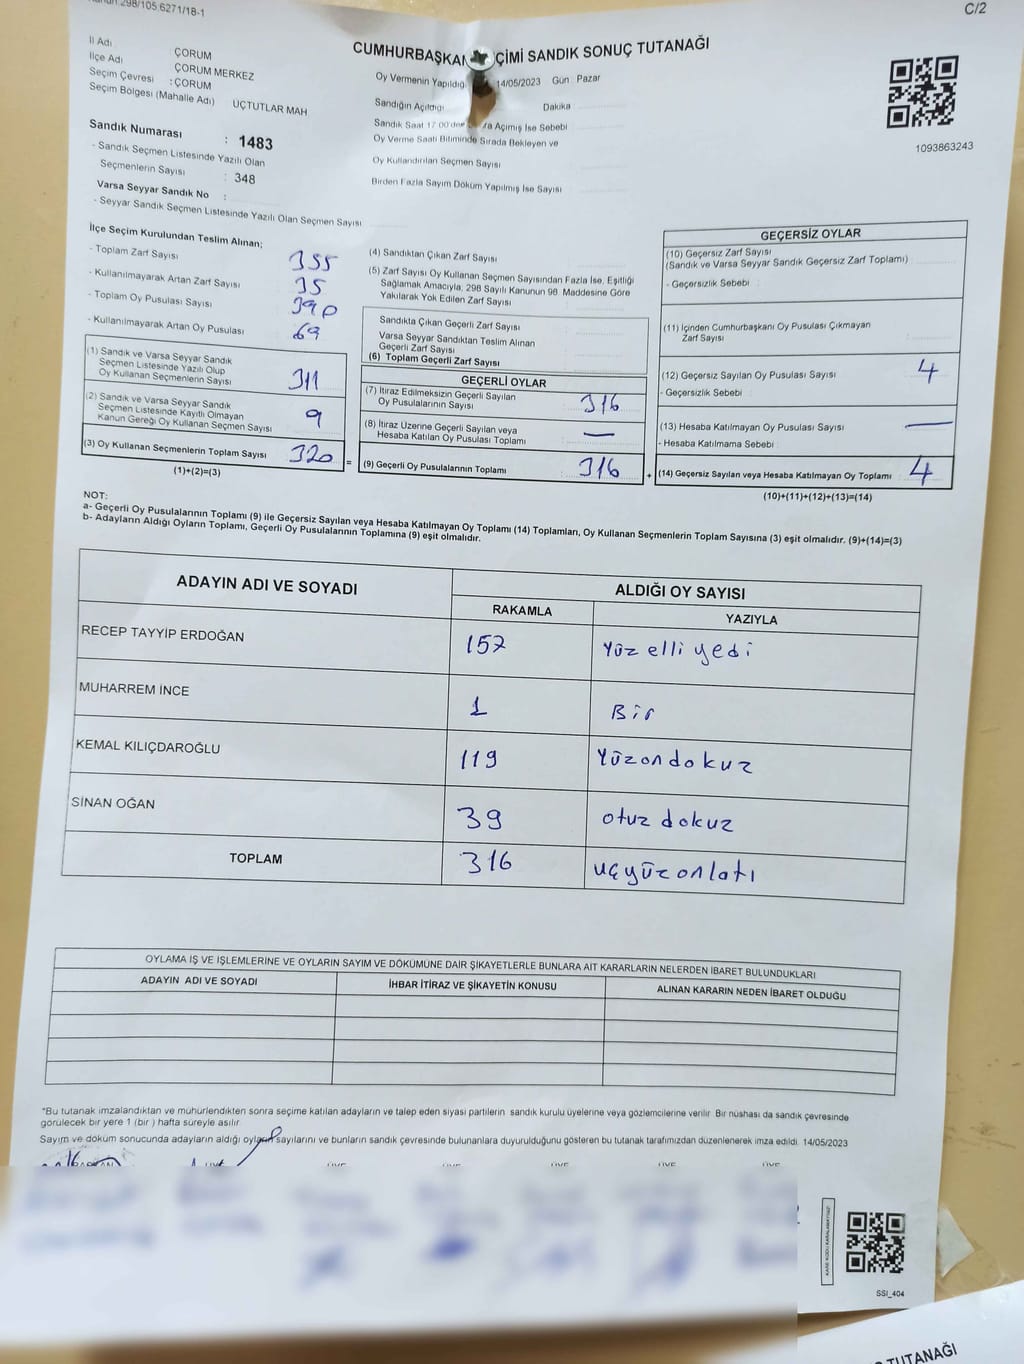 298/105.6271/18-1
C/2
CUMHURBAŞKA ÇİMİ SANDIK SONUÇ TUTANAĞI
İl Adı ÇORUM
İlçe Adı ÇORUM MERKEZ
Seçim Çevresi : ÇORUM
Seçim Bölgesi (Mahalle Adı) UÇTUTLAR MAH
Oy Vermenin Yapıldığı 14/05/2023 Gün Pazar
Sandığın Açıldığı Dakika
Sandık Saat 17:00'den ra Açımış İse Sebebi
Oy Verme Saati Bitiminde Sırada Bekleyen ve
Oy Kullandırılan Seçmen Sayısı
Birden Fazla Sayım Döküm Yapılmış İse Sayısı
1093863243
Sandık Numarası : 1483
- Sandık Seçmen Listesinde Yazılı Olan
Seçmenlerin Sayısı : 348
Varsa Seyyar Sandık No :
- Seyyar Sandık Seçmen Listesinde Yazılı Olan Seçmen Sayısı
İlçe Seçim Kurulundan Teslim Alınan;
- Toplam Zarf Sayısı 355
- Kullanılmayarak Artan Zarf Sayısı 35
- Toplam Oy Pusulası Sayısı 390
- Kullanılmayarak Artan Oy Pusulası 69
(1) Sandık ve Varsa Seyyar Sandık
Seçmen Listesinde Yazılı Olup
Oy Kullanan Seçmenlerin Sayısı 311
(2) Sandık ve Varsa Seyyar Sandık
Seçmen Listesinde Kayıtlı Olmayan
Kanun Gereği Oy Kullanan Seçmen Sayısı 9
(3) Oy Kullanan Seçmenlerin Toplam Sayısı 320 =
(1)+(2)=(3)
(4) Sandıktan Çıkan Zarf Sayısı
(5) Zarf Sayısı Oy Kullanan Seçmen Sayısından Fazla İse, Eşitliği
Sağlamak Amacıyla, 298 Sayılı Kanunun 98. Maddesine Göre
Yakılarak Yok Edilen Zarf Sayısı
Sandıkta Çıkan Geçerli Zarf Sayısı
Varsa Seyyar Sandıktan Teslim Alınan
Geçerli Zarf Sayısı
(6) Toplam Geçerli Zarf Sayısı
GEÇERLİ OYLAR
(7) İtiraz Edilmeksizin Geçerli Sayılan
Oy Pusulalarının Sayısı 316
(8) İtiraz Üzerine Geçerli Sayılan veya
Hesaba Katılan Oy Pusulası Toplamı —
(9) Geçerli Oy Pusulalarının Toplamı 316 +
GEÇERSİZ OYLAR
(10) Geçersiz Zarf Sayısı
(Sandık ve Varsa Seyyar Sandık Geçersiz Zarf Toplamı) :
- Geçersizlik Sebebi :
(11) İçinden Cumhurbaşkanı Oy Pusulası Çıkmayan
Zarf Sayısı
(12) Geçersiz Sayılan Oy Pusulası Sayısı 4
- Geçersizlik Sebebi :
(13) Hesaba Katılmayan Oy Pusulası Sayısı —
- Hesaba Katılmama Sebebi :
(14) Geçersiz Sayılan veya Hesaba Katılmayan Oy Toplamı 4
(10)+(11)+(12)+(13)=(14)
NOT:
a- Geçerli Oy Pusulalarının Toplamı (9) ile Geçersiz Sayılan veya Hesaba Katılmayan Oy Toplamı (14) Toplamları, Oy Kullanan Seçmenlerin Toplam Sayısına (3) eşit olmalıdır. (9)+(14)=(3)
b- Adayların Aldığı Oyların Toplamı, Geçerli Oy Pusulalarının Toplamına (9) eşit olmalıdır.
ADAYIN ADI VE SOYADI ALDIĞI OY SAYISI
RAKAMLA YAZIYLA
RECEP TAYYİP ERDOĞAN 157 Yüz elli yedi
MUHARREM İNCE 1 Bir
KEMAL KILIÇDAROĞLU 119 Yüzondokuz
SİNAN OĞAN 39 otuz dokuz
TOPLAM 316 uçyüzonlatı
OYLAMA İŞ VE İŞLEMLERİNE VE OYLARIN SAYIM VE DÖKÜMÜNE DAİR ŞİKAYETLERLE BUNLARA AİT KARARLARIN NELERDEN İBARET BULUNDUKLARI
ADAYIN ADI VE SOYADI İHBAR İTİRAZ VE ŞİKAYETİN KONUSU ALINAN KARARIN NEDEN İBARET OLDUĞU
*Bu tutanak imzalandıktan ve mühürlendikten sonra seçime katılan adayların ve talep eden siyasi partilerin sandık kurulu üyelerine veya gözlemcilerine verilir. Bir nüshası da sandık çevresinde
görülecek bir yere 1 (bir ) hafta süreyle asılır.
Sayım ve döküm sonucunda adayların aldığı oyların sayılarını ve bunların sandık çevresinde bulunanlara duyurulduğunu gösteren bu tutanak tarafımızdan düzenlenerek imza edildi. 14/05/2023
ÜYE ÜYE ÜYE ÜYE ÜYE
SSI_404
TUTANAĞI